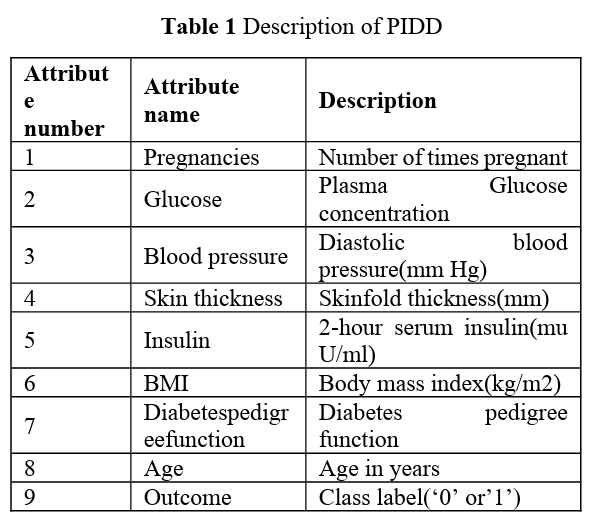 Table 1 Description of PIDD
Attribut
e
number
Attribute
name
Description
1
Pregnancies
Number of times pregnant
2
Glucose
Plasma Glucose
concentration
3
Blood pressure
Diastolic blood
pressure(mm Hg)
4
Skin thickness
Skinfold thickness(mm)
5
Insulin
2-hour serum insulin(mu
U/ml)
6
BMI
Body mass index(kg/m2)
7
Diabetespedigr
eefunction
Diabetes pedigree
function
8
Age
Age in years
9
Outcome
Class label(‘0’ or’1’)